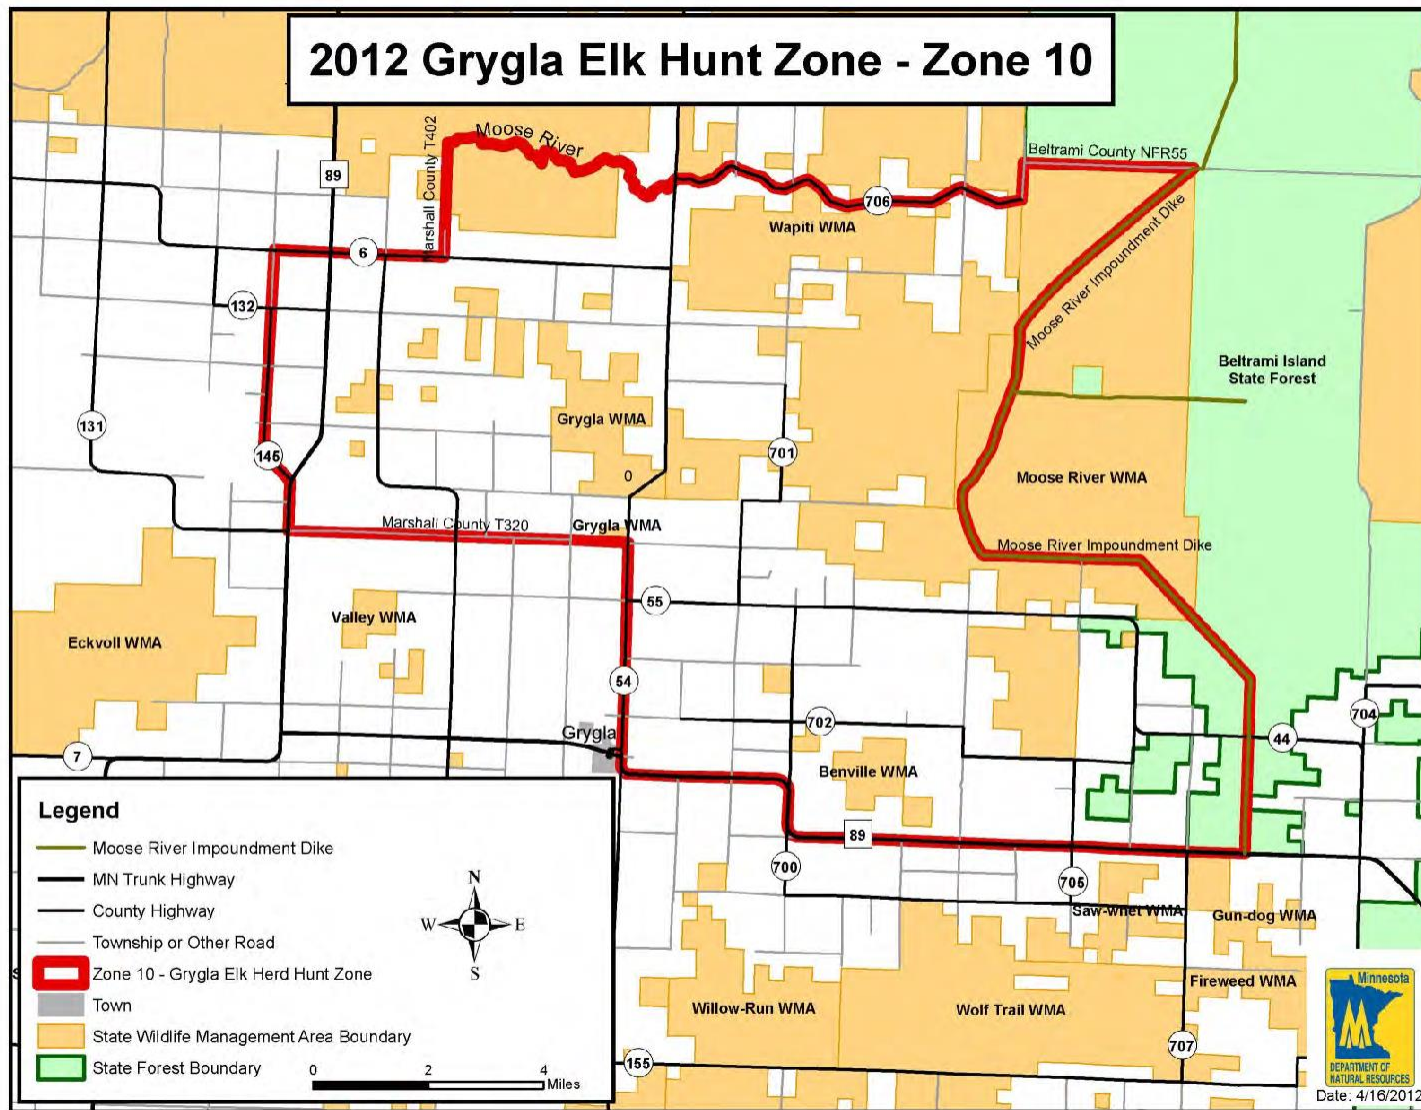 2012 Grygla Elk Hunt Zone - Zone 10
Moose River
Marshall County T402
Beltrami County NFR55
89
706
Wapiti WMA
Moose River Impoundment Dike
6
132
Beltrami Island
State Forest
131
Grygla WMA
145
701
0
Moose River WMA
Marshall County T320
Grygla WMA
Moose River Impoundment Dike
55
Valley WMA
Eckvoll WMA
54
702
704
Grygla
44
7
Benville WMA
89
700
705
Saw-whet WMA
Gun-dog WMA
Fireweed WMA
Willow-Run WMA
Wolf Trail WMA
707
155
Legend
Moose River Impoundment Dike
MN Trunk Highway
County Highway
Township or Other Road
Zone 10 - Grygla Elk Herd Hunt Zone
Town
State Wildlife Management Area Boundary
State Forest Boundary
N
W E
S
0 2 4
Miles
Minnesota
DEPARTMENT OF
NATURAL RESOURCES
Date: 4/16/2012